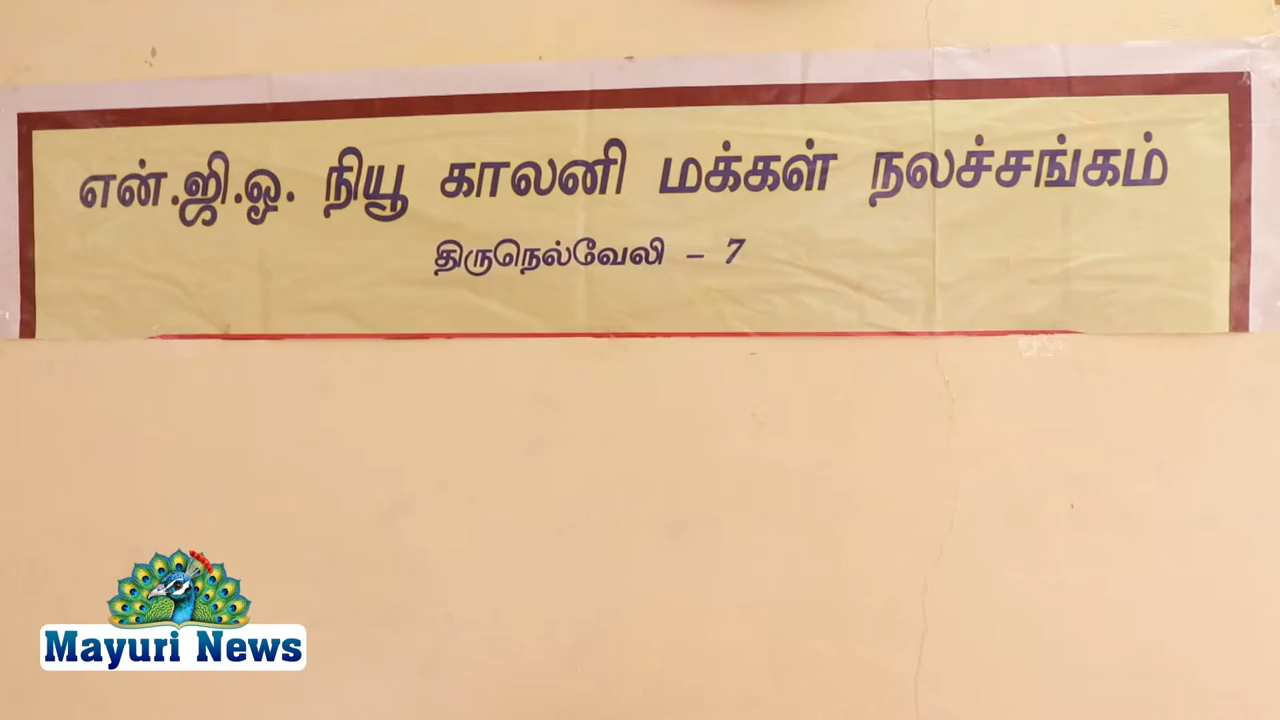 என்.ஜி.ஓ. நியூ காலனி மக்கள் நலச்சங்கம்
திருநெல்வேலி – 7
Mayuri News